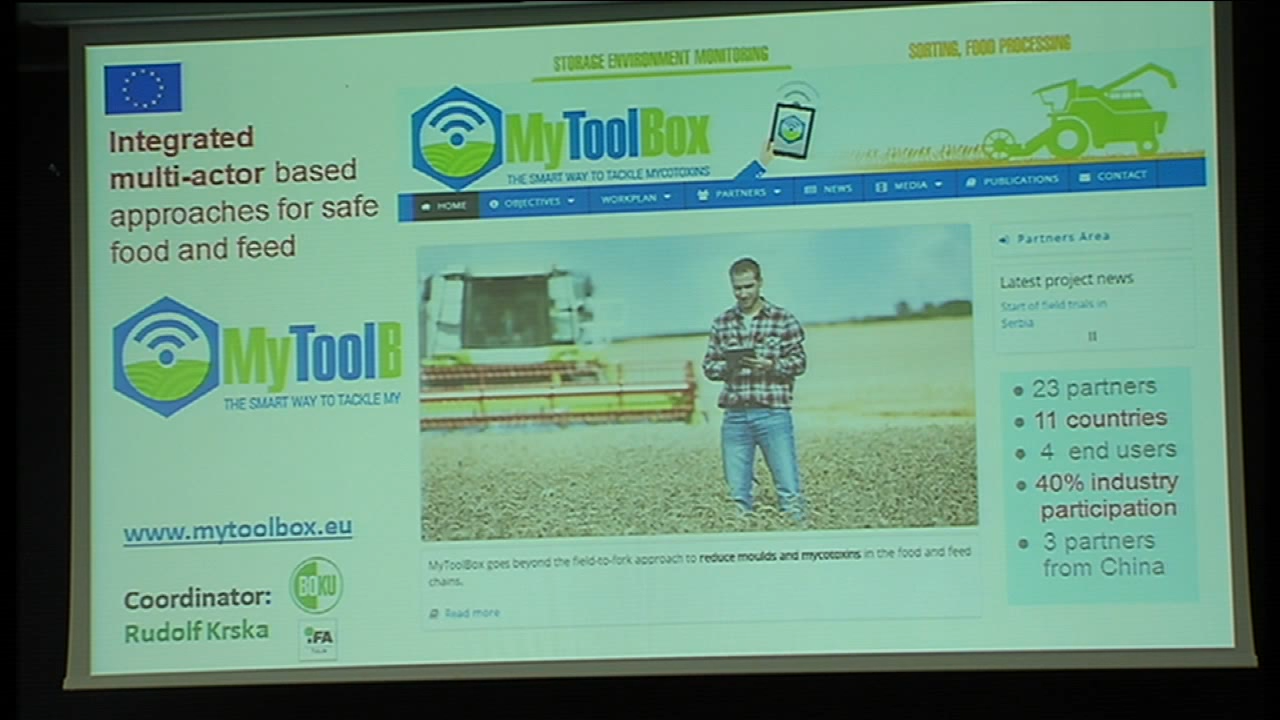 STORAGE ENVIRONMENT MONITORING
SORTING, FOOD PROCESSING
Integrated
multi-actor based
approaches for safe
food and feed
MyToolBox
THE SMART WAY TO TACKLE MYCOTOXINS
HOME OBJECTIVES WORKPLAN PARTNERS NEWS MEDIA PUBLICATIONS CONTACT
MyToolB
THE SMART WAY TO TACKLE MY
www.mytoolbox.eu
Coordinator:
Rudolf Krska
BOKU
IFA
MyToolBox goes beyond the field-to-fork approach to reduce moulds and mycotoxins in the food and feed
chains.
Read more
Partners Area
Latest project news
Start of field trials in
Serbia
23 partners
11 countries
4 end users
40% industry
participation
3 partners
from China